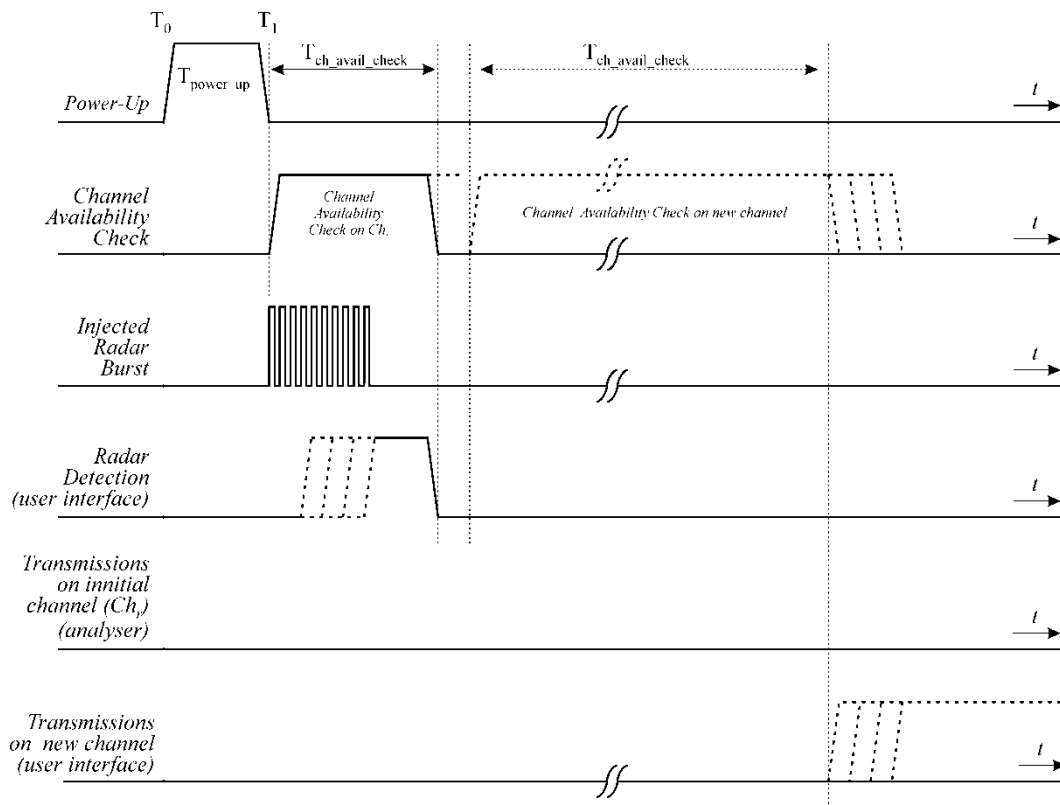 T0 T1
Tch_avail_check Tch_avail_check
Tpower_up
Power-Up
t
Channel
Availability
Check
Channel
Availability
Check on Chr
Channel Availability Check on new channel
t
Injected
Radar
Burst
t
Radar
Detection
(user interface)
t
Transmissions
on innitial
channel (Chr)
(analyser)
t
Transmissions
on new channel
(user interface)
t